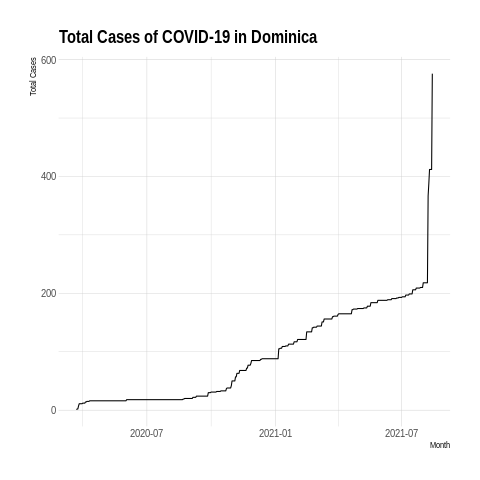 Total Cases of COVID-19 in Dominica
Total Cases
600
400
200
0
2020-07
2021-01
2021-07
Month